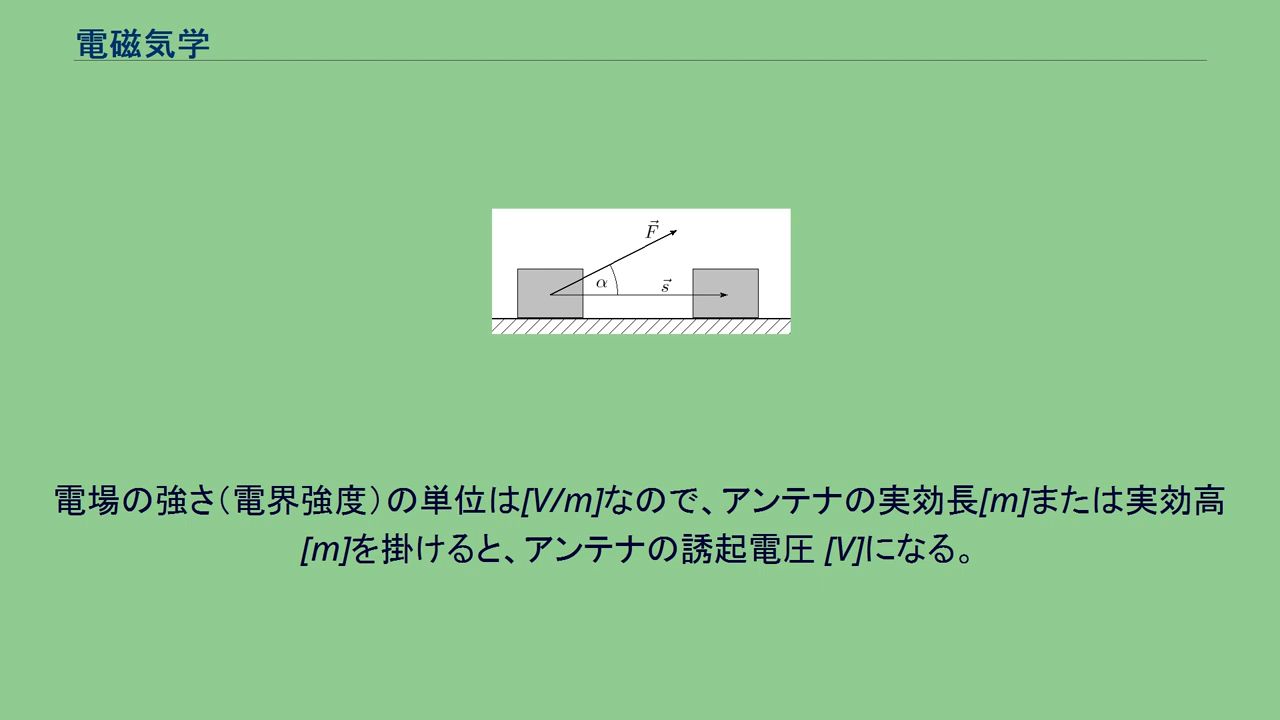 電磁気学
F⃗
α
s⃗
電場の強さ（電界強度）の単位は[V/m]なので、アンテナの実効長[m]または実効高
[m]を掛けると、アンテナの誘起電圧 [V]になる。